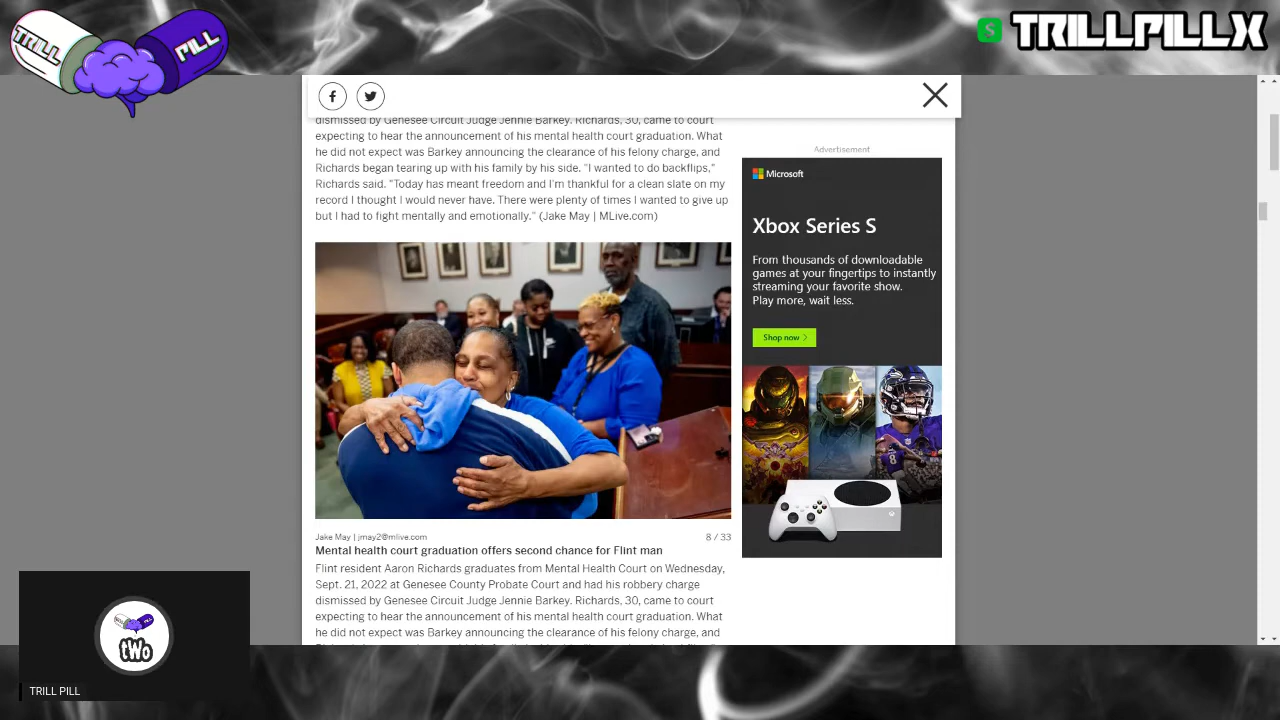 TRILL
PILL
$
TRILLPILLX
dismissed by Genesee Circuit Judge Jennie Barkey. Richards, 30, came to court
expecting to hear the announcement of his mental health court graduation. What
he did not expect was Barkey announcing the clearance of his felony charge, and
Richards began tearing up with his family by his side. "I wanted to do backflips,"
Richards said. "Today has meant freedom and I'm thankful for a clean slate on my
record I thought I would never have. There were plenty of times I wanted to give up
but I had to fight mentally and emotionally." (Jake May | MLive.com)
Advertisement
Microsoft
Xbox Series S
From thousands of downloadable
games at your fingertips to instantly
streaming your favorite show.
Play more, wait less.
Shop now
8
Jake May | jmay2@mlive.com
8 / 33
Mental health court graduation offers second chance for Flint man
Flint resident Aaron Richards graduates from Mental Health Court on Wednesday,
Sept. 21, 2022 at Genesee County Probate Court and had his robbery charge
dismissed by Genesee Circuit Judge Jennie Barkey. Richards, 30, came to court
expecting to hear the announcement of his mental health court graduation. What
he did not expect was Barkey announcing the clearance of his felony charge, and
tWo
TRILL PILL